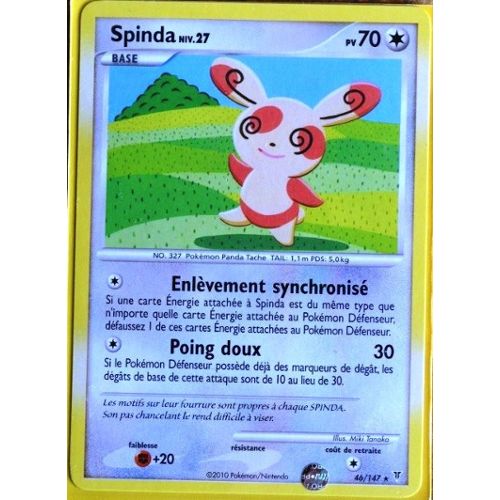 Spinda NIV.27
PV 70
BASE
NO. 327 Pokémon Panda Tache TAIL: 1,1m PDS: 5,0kg
Enlèvement synchronisé
Si une carte Énergie attachée à Spinda est du même type que
n'importe quelle carte Énergie attachée au Pokémon Défenseur,
défaussez 1 de ces cartes Énergie attachées au Pokémon Défenseur.
Poing doux 30
Si le Pokémon Défenseur possède déjà des marqueurs de dégât, les
dégâts de base de cette attaque sont de 10 au lieu de 30.
Les motifs sur leur fourrure sont propres à chaque SPINDA.
Son pas chancelant le rend difficile à viser.
Illus. Miki Tanaka
faiblesse résistance coût de retraite
+20
©2010 Pokémon/Nintendo 46/147 ★